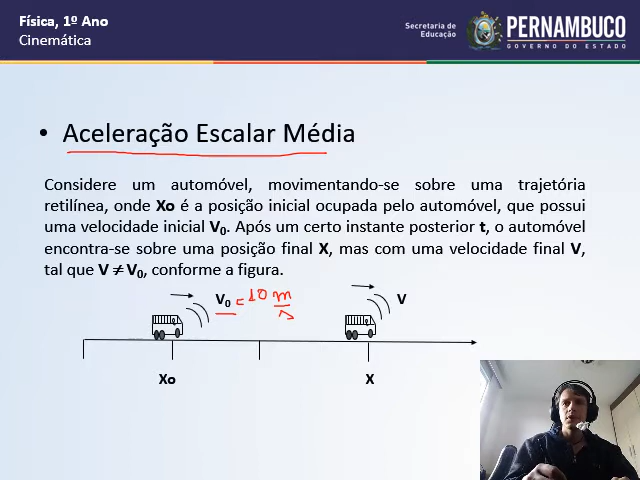 Física, 1º Ano
Cinemática
Secretaria de
Educação
PERNAMBUCO
GOVERNO DO ESTADO
• Aceleração Escalar Média
Considere um automóvel, movimentando-se sobre uma trajetória
retilínea, onde Xo é a posição inicial ocupada pelo automóvel, que possui
uma velocidade inicial V₀. Após um certo instante posterior t, o automóvel
encontra-se sobre uma posição final X, mas com uma velocidade final V,
tal que V ≠ V₀, conforme a figura.
V₀ = 10 m/s
V
Xo
X